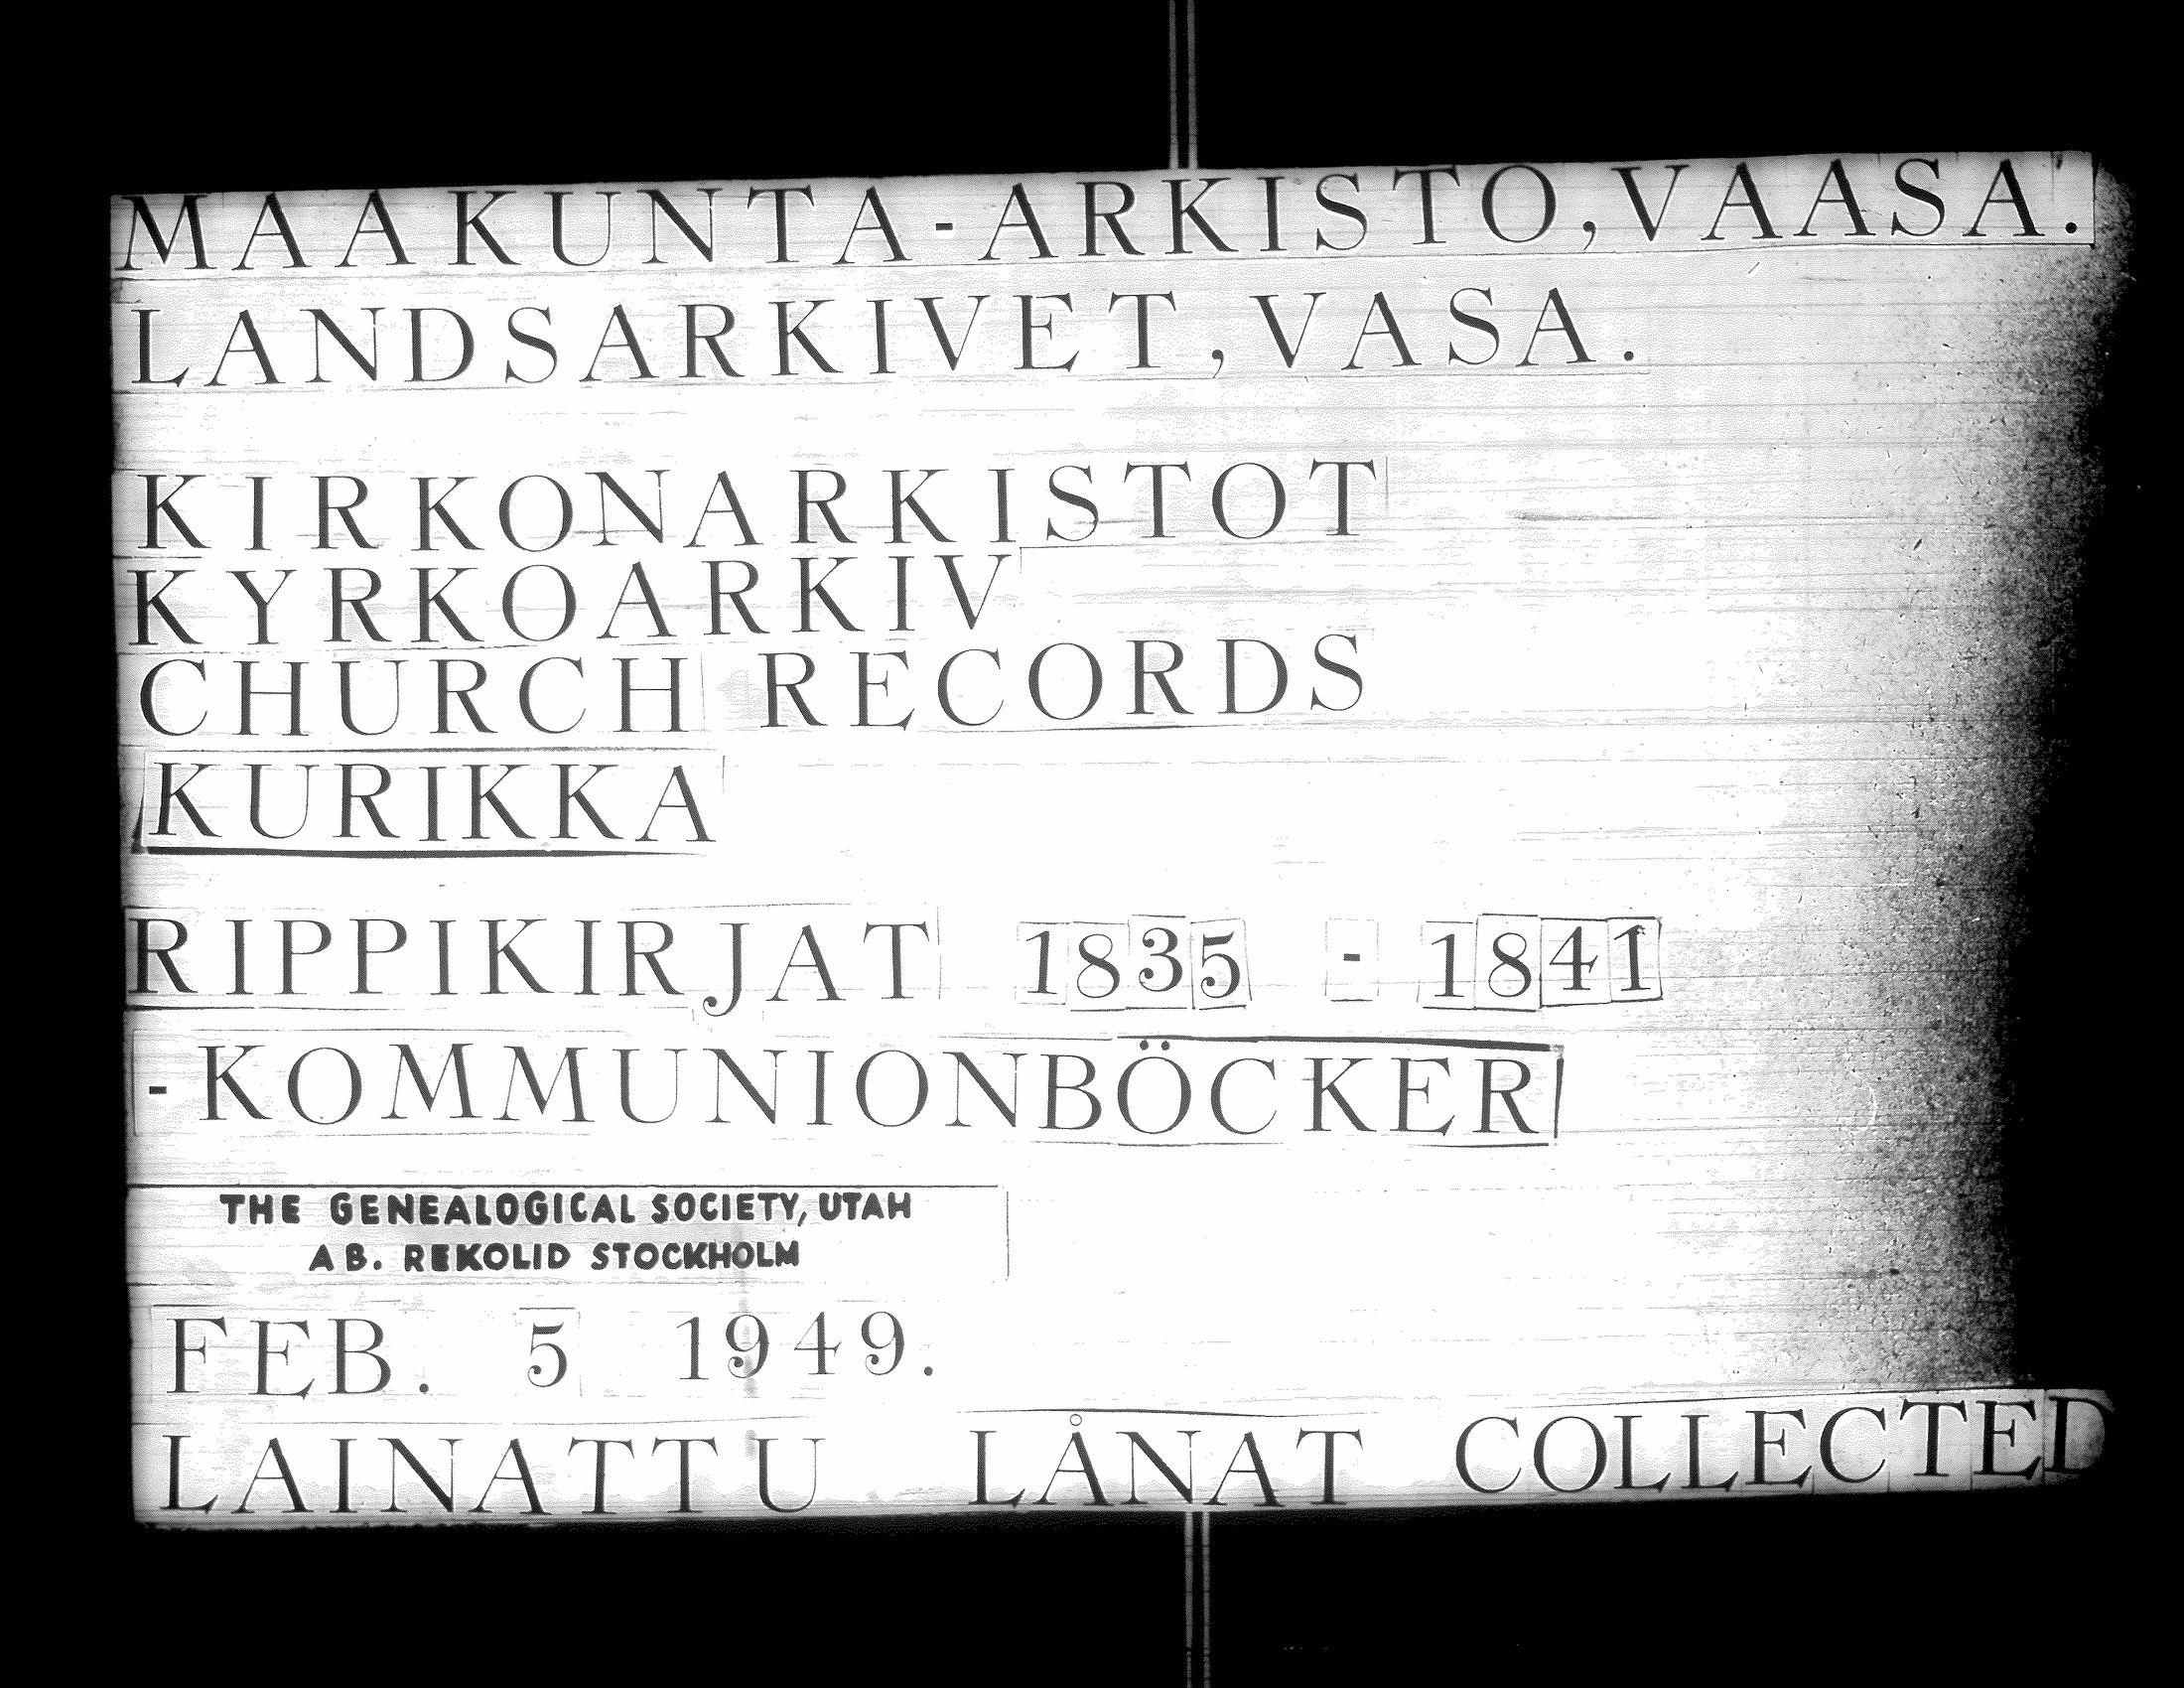 MAAKUNTA-ARKISTO, VAASA.
LANDSARKIVET, VASA.
KIRKONARKISTOT
KYRKOARKIV
CHURCH RECORDS
KURIKKA
RIPPIKIRJAT 1835 - 1841
-KOMMUNIONBÖCKER
THE GENEALOGICAL SOCIETY, UTAH
AB. REKOLID STOCKHOLM
FEB. 5 1949.
LAINATTU LÅNAT COLLECTED